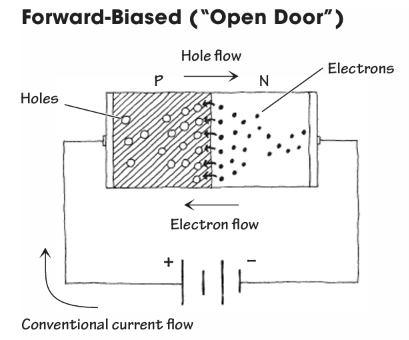 Forward-Biased ("Open Door")
Hole flow
P
N
Electrons
Holes
Electron flow
+
−
Conventional current flow